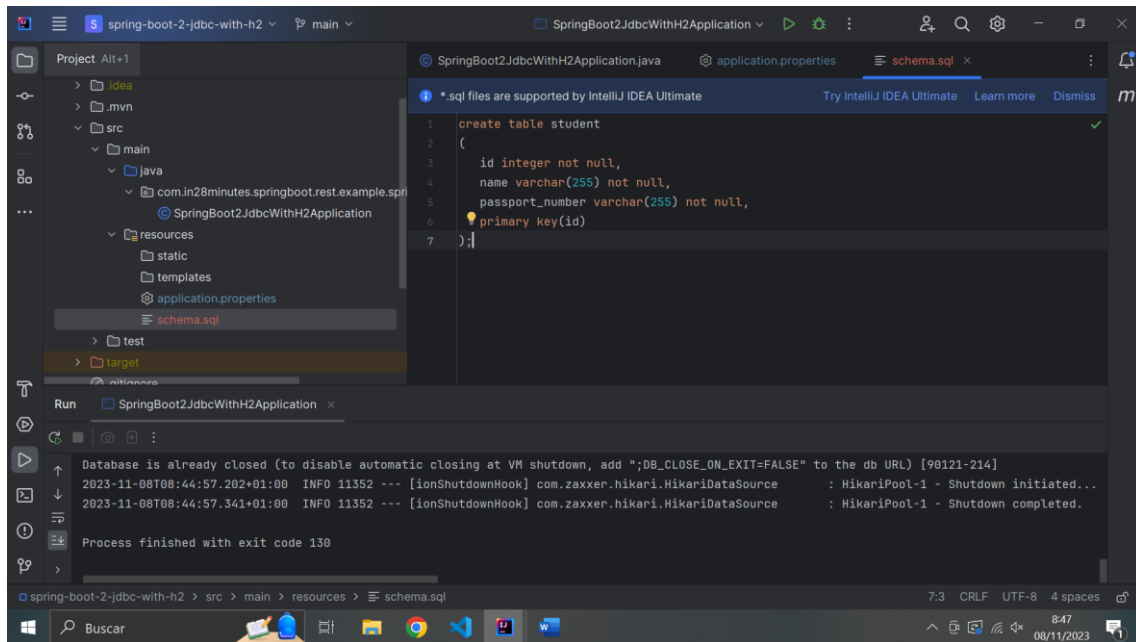 S spring-boot-2-jdbc-with-h2 main SpringBoot2JdbcWithH2Application
Project Alt+1
SpringBoot2JdbcWithH2Application.java application.properties schema.sql
.idea
.mvn
src
main
java
com.in28minutes.springboot.rest.example.spri
SpringBoot2JdbcWithH2Application
resources
static
templates
application.properties
schema.sql
test
target
.gitignore
*.sql files are supported by IntelliJ IDEA Ultimate Try IntelliJ IDEA Ultimate Learn more Dismiss
1 create table student
2 (
3 id integer not null,
4 name varchar(255) not null,
5 passport_number varchar(255) not null,
6 primary key(id)
7 );
Run SpringBoot2JdbcWithH2Application
Database is already closed (to disable automatic closing at VM shutdown, add ";DB_CLOSE_ON_EXIT=FALSE" to the db URL) [90121-214]
2023-11-08T08:44:57.202+01:00 INFO 11352 --- [ionShutdownHook] com.zaxxer.hikari.HikariDataSource : HikariPool-1 - Shutdown initiated...
2023-11-08T08:44:57.341+01:00 INFO 11352 --- [ionShutdownHook] com.zaxxer.hikari.HikariDataSource : HikariPool-1 - Shutdown completed.
Process finished with exit code 130
spring-boot-2-jdbc-with-h2 > src > main > resources > schema.sql 7:3 CRLF UTF-8 4 spaces
Buscar
8:47
08/11/2023